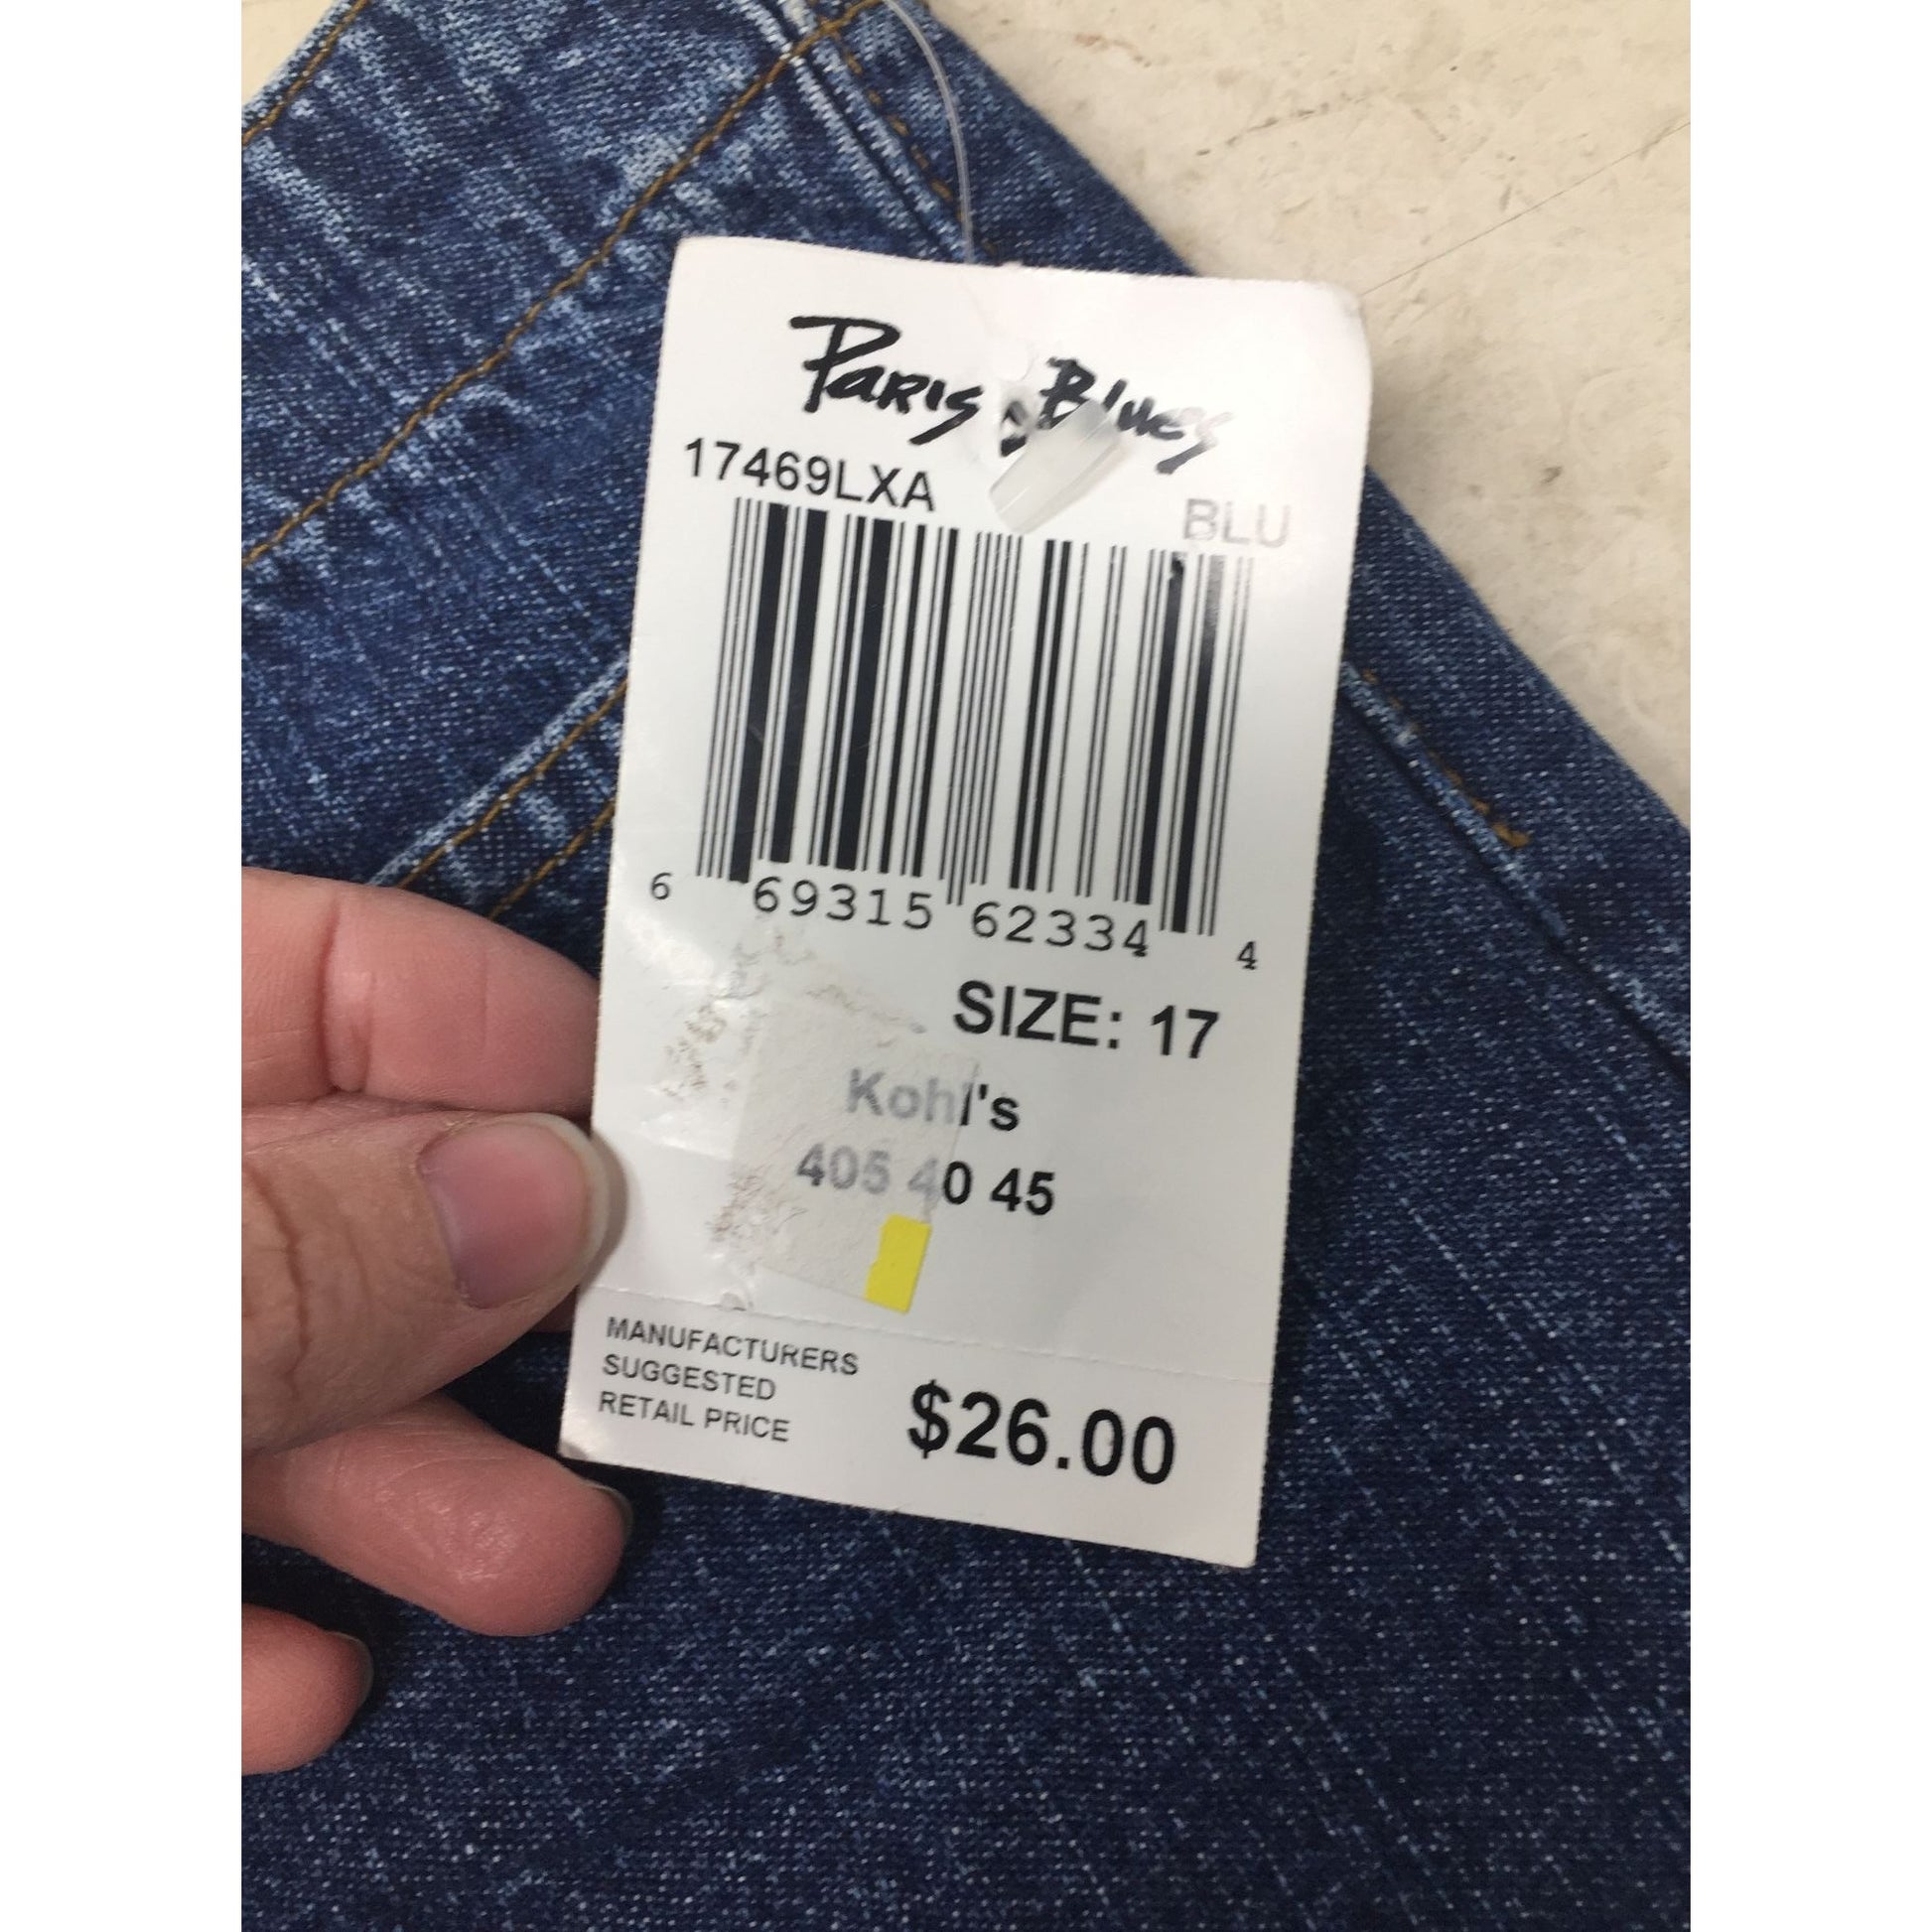 Paris Blues
17469LXA BLU
6 69315 62334 4
SIZE: 17
Kohl's
405 40 45
MANUFACTURERS
SUGGESTED
RETAIL PRICE
$26.00